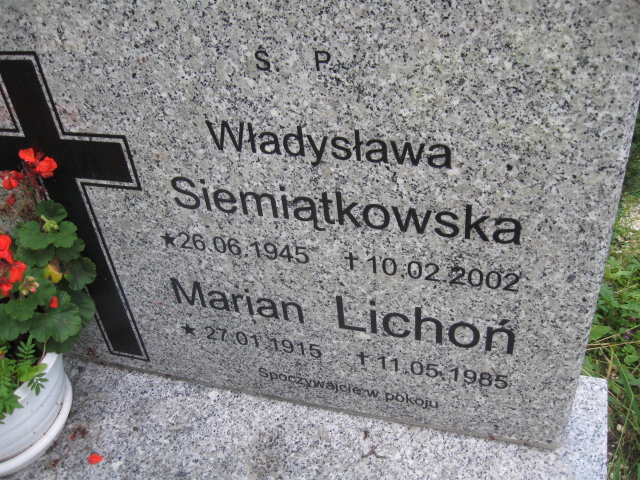 Ś. P.
Władysława
Siemiątkowska
★26.06.1945 †10.02.2002
Marian Lichoń
★ 27.01.1915 †11.05.1985
Spoczywajcie w pokoju